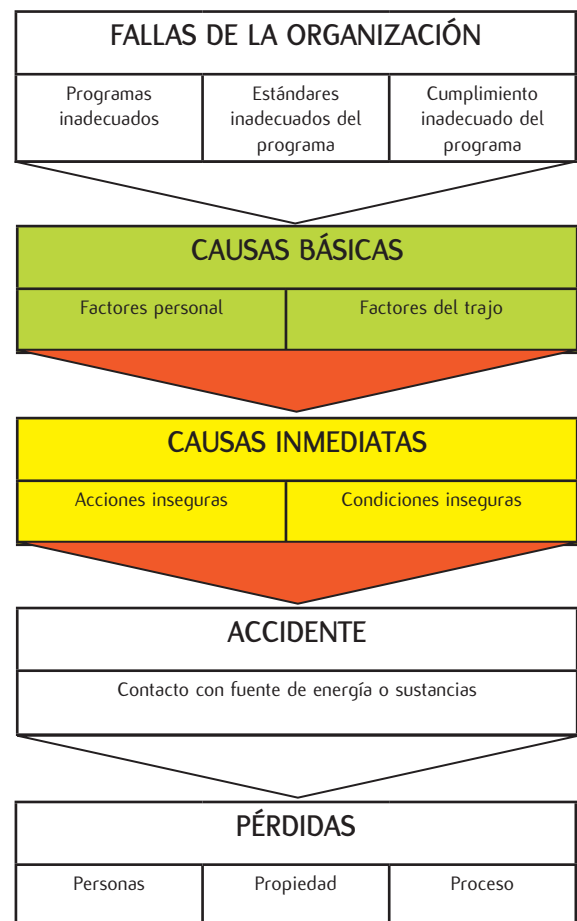 FALLAS DE LA ORGANIZACIÓN
Programas
inadecuados
Estándares
inadecuados del
programa
Cumplimiento
inadecuado del
programa
CAUSAS BÁSICAS
Factores personal
Factores del trajo
CAUSAS INMEDIATAS
Acciones inseguras
Condiciones inseguras
ACCIDENTE
Contacto con fuente de energía o sustancias
PÉRDIDAS
Personas
Propiedad
Proceso